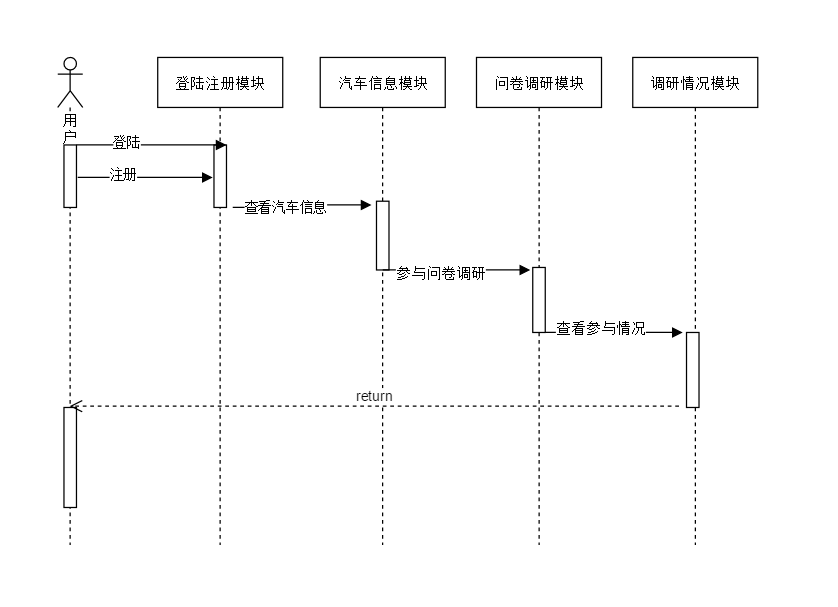 登陆注册模块
汽车信息模块
问卷调研模块
调研情况模块
用
户
登陆
注册
查看汽车信息
参与问卷调研
查看参与情况
return